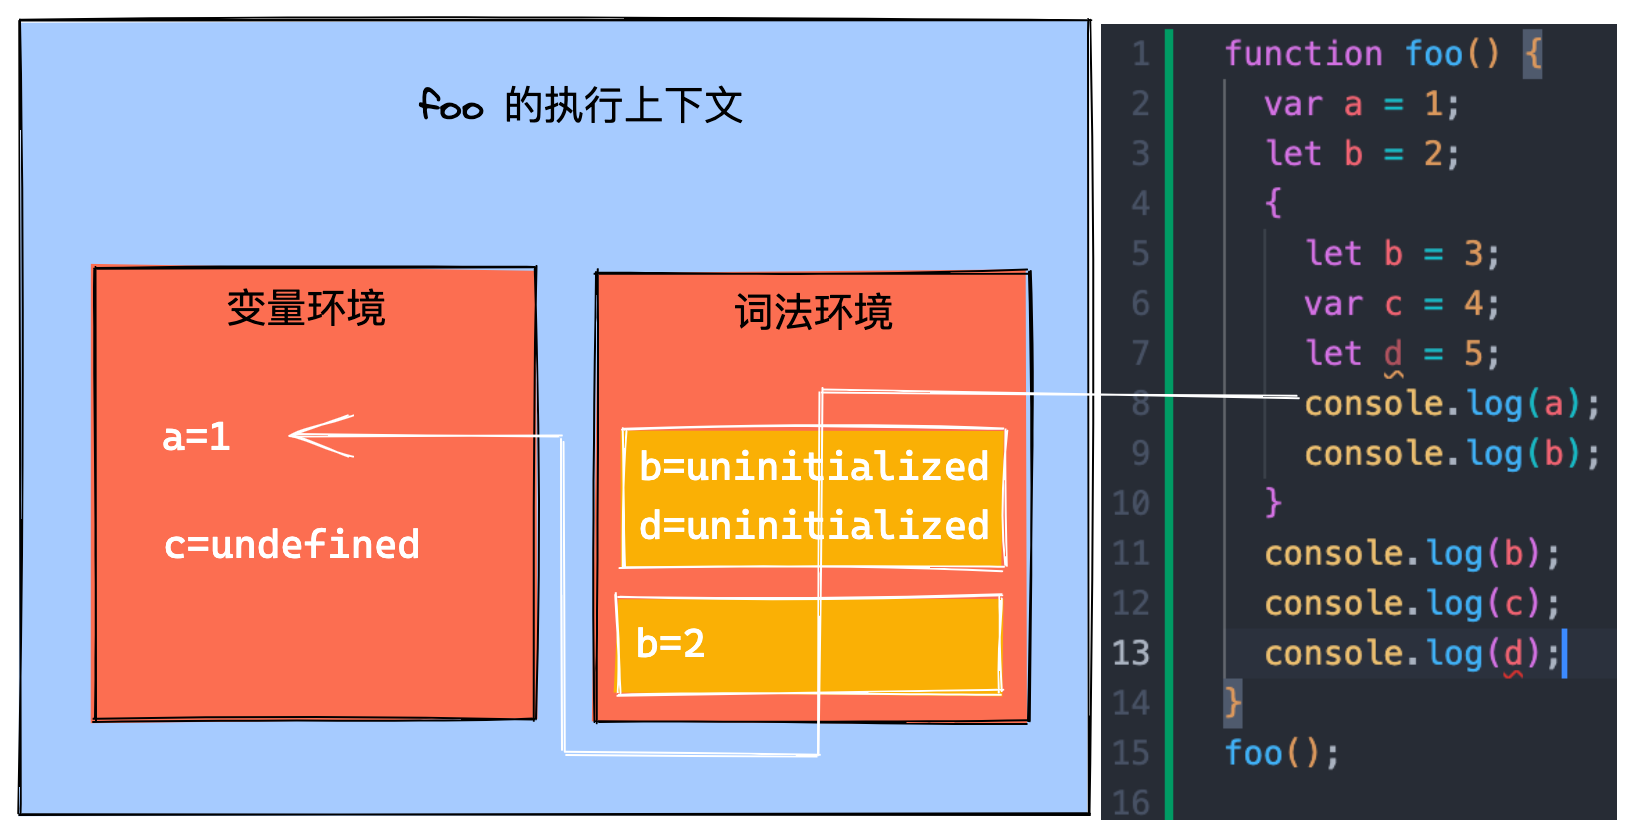 foo 的执行上下文
变量环境
a=1
c=undefined
词法环境
b=uninitialized
d=uninitialized
b=2
1 function foo() {
2 var a = 1;
3 let b = 2;
4 {
5 let b = 3;
6 var c = 4;
7 let d = 5;
8 console.log(a);
9 console.log(b);
10 }
11 console.log(b);
12 console.log(c);
13 console.log(d);
14 }
15 foo();
16